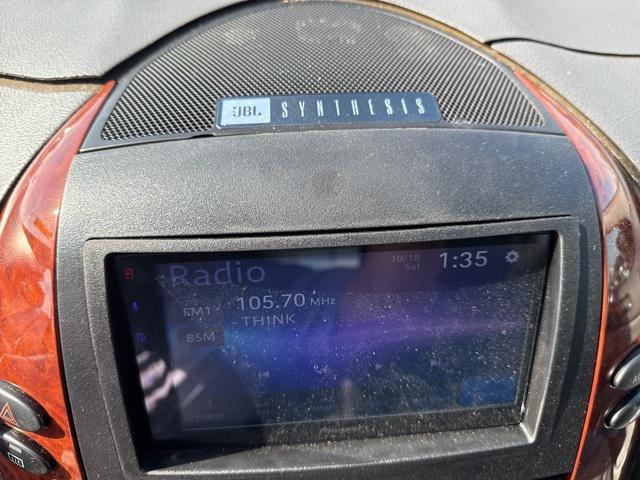 JBL SYNTHESIS
Radio
10/18
Sat
1:35
FM1
105.70 MHz
THINK
BSM